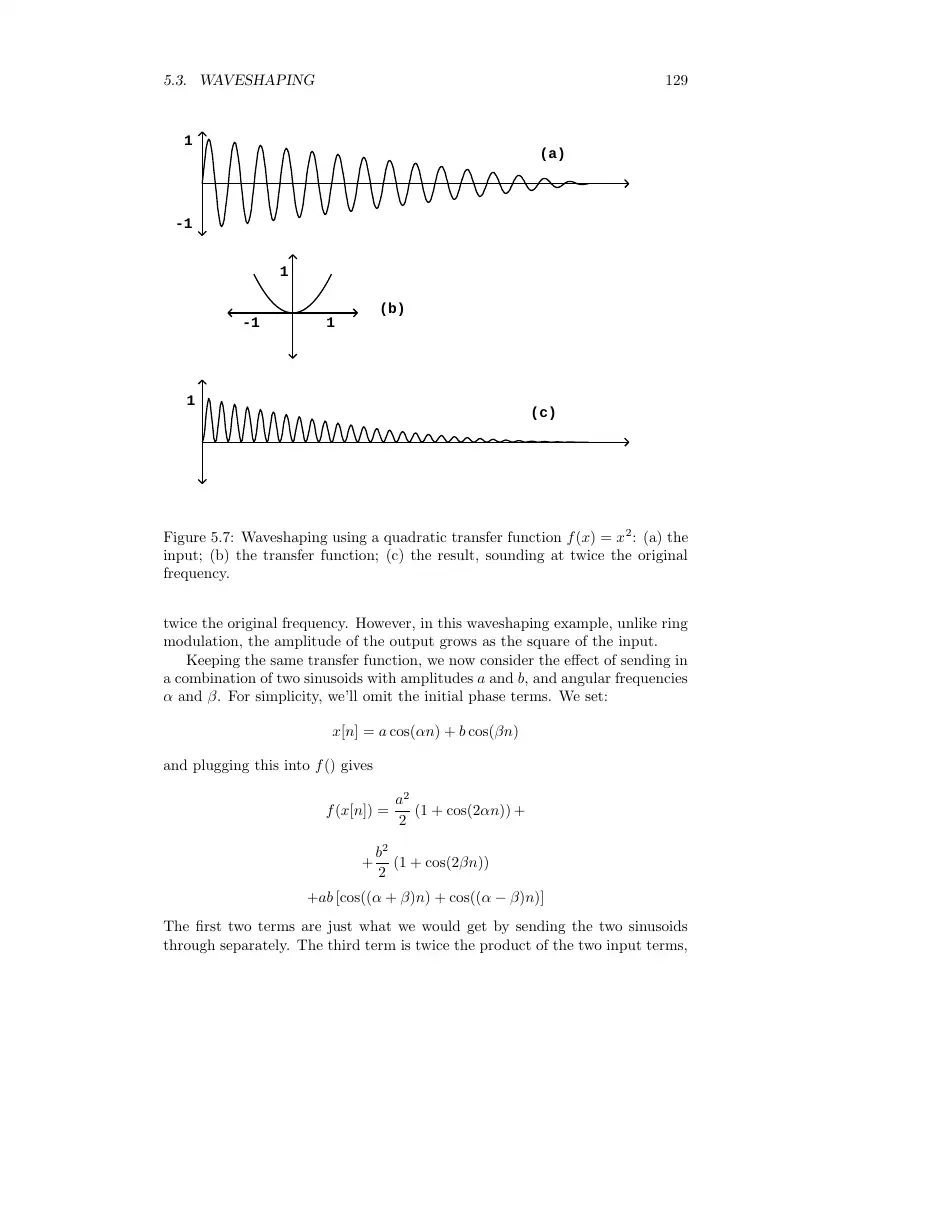 5.3. WAVESHAPING 129
1
(a)
-1
1
(b)
-1 1
1
(c)
Figure 5.7: Waveshaping using a quadratic transfer function f(x) = x²: (a) the
input; (b) the transfer function; (c) the result, sounding at twice the original
frequency.
twice the original frequency. However, in this waveshaping example, unlike ring
modulation, the amplitude of the output grows as the square of the input.
Keeping the same transfer function, we now consider the effect of sending in
a combination of two sinusoids with amplitudes a and b, and angular frequencies
α and β. For simplicity, we'll omit the initial phase terms. We set:
x[n] = a cos(αn) + b cos(βn)
and plugging this into f() gives
f(x[n]) = a²/2 (1 + cos(2αn)) +
+ b²/2 (1 + cos(2βn))
+ab [cos((α + β)n) + cos((α − β)n)]
The first two terms are just what we would get by sending the two sinusoids
through separately. The third term is twice the product of the two input terms,